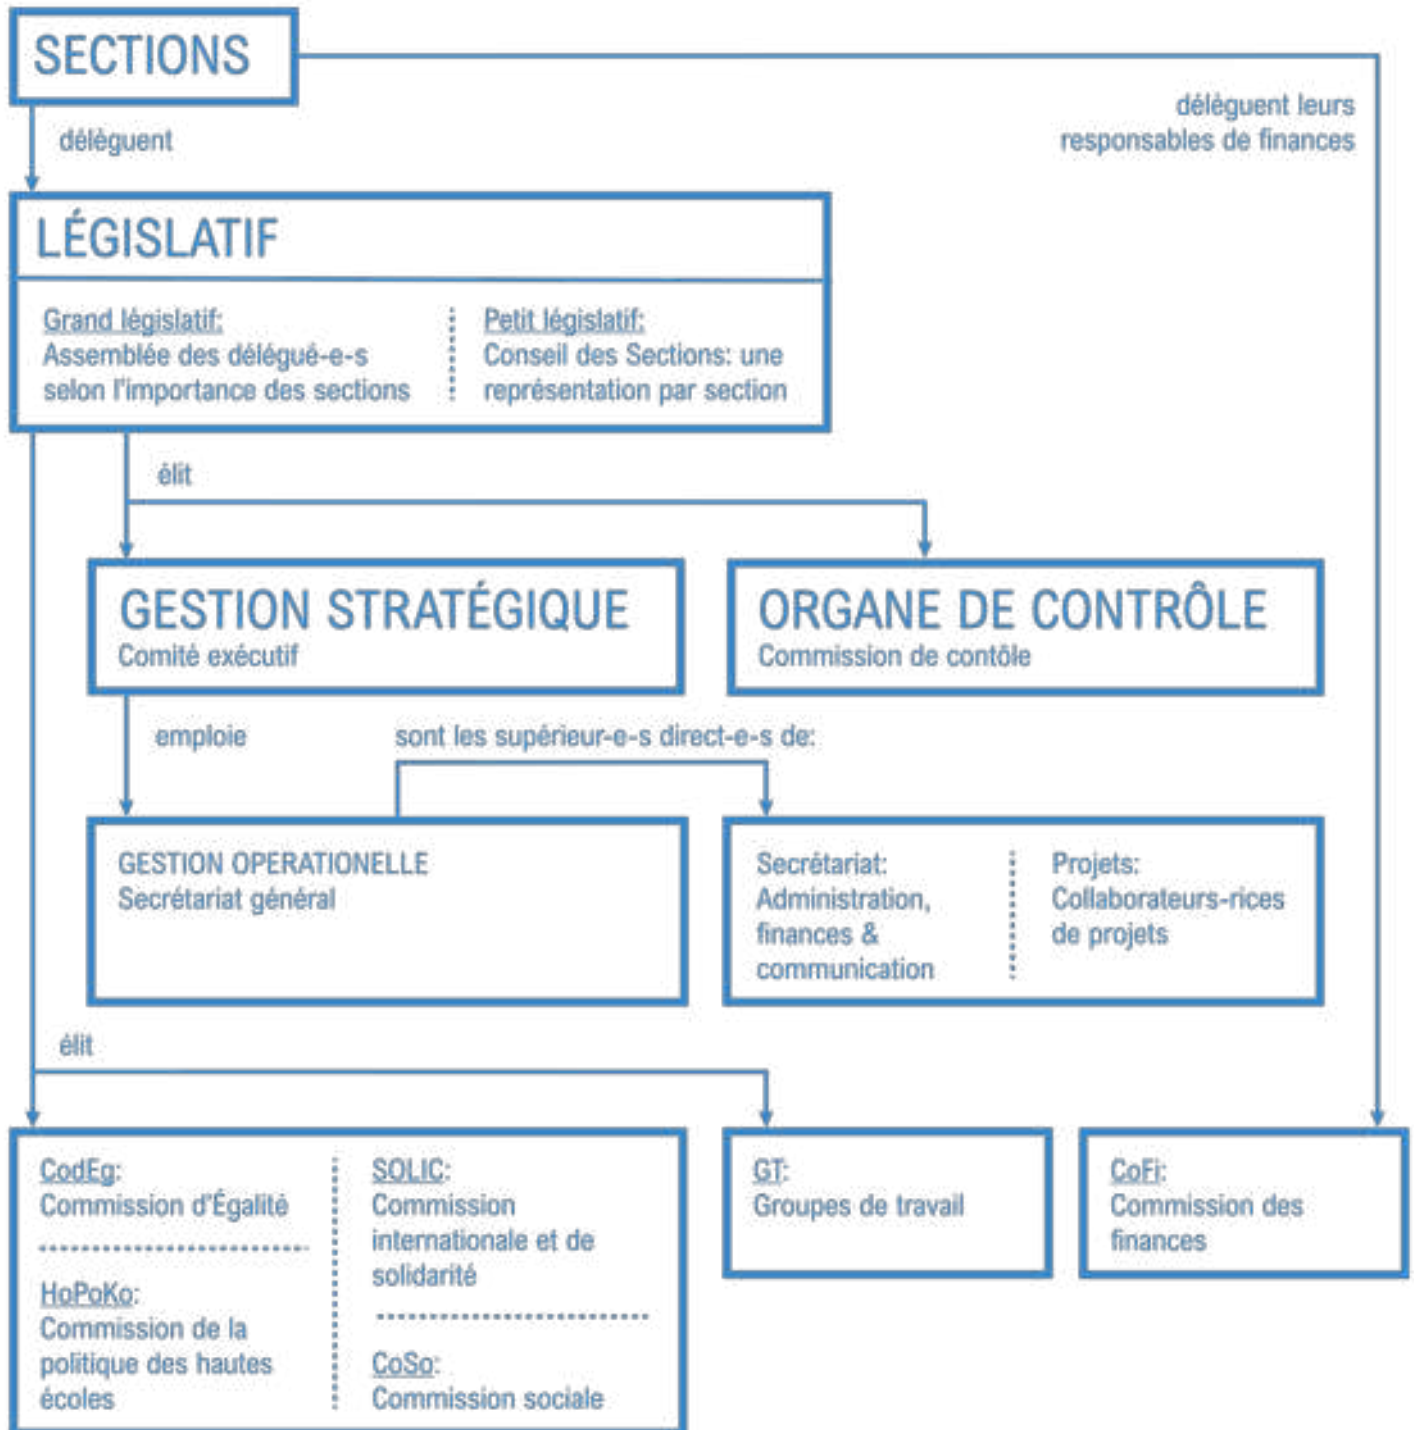 SECTIONS
délèguent
délèguent leurs
responsables de finances
LÉGISLATIF
Grand législatif:
Assemblée des délégué-e-s
selon l'importance des sections
Petit législatif:
Conseil des Sections: une
représentation par section
élit
GESTION STRATÉGIQUE
Comité exécutif
ORGANE DE CONTRÔLE
Commission de contôle
emploie
sont les supérieur-e-s direct-e-s de:
GESTION OPERATIONELLE
Secrétariat général
Secrétariat:
Administration,
finances &
communication
Projets:
Collaborateurs-rices
de projets
élit
CodEg:
Commission d'Égalité
HoPoKo:
Commission de la
politique des hautes
écoles
SOLIC:
Commission
internationale et de
solidarité
CoSo:
Commission sociale
GT:
Groupes de travail
CoFi:
Commission des
finances